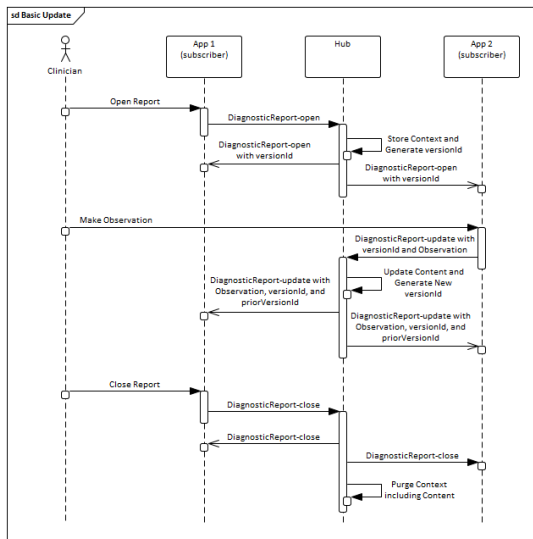 sd Basic Update
Clinician
App 1
(subscriber)
Hub
App 2
(subscriber)
Open Report
DiagnosticReport-open
Store Context and
Generate versionId
DiagnosticReport-open
with versionId
DiagnosticReport-open
with versionId
Make Observation
DiagnosticReport-update with
versionId and Observation
Update Content and
Generate New
versionId
DiagnosticReport-update with
Observation, versionId, and
priorVersionId
DiagnosticReport-update with
Observation, versionId, and
priorVersionId
Close Report
DiagnosticReport-close
DiagnosticReport-close
DiagnosticReport-close
Purge Context
including Content